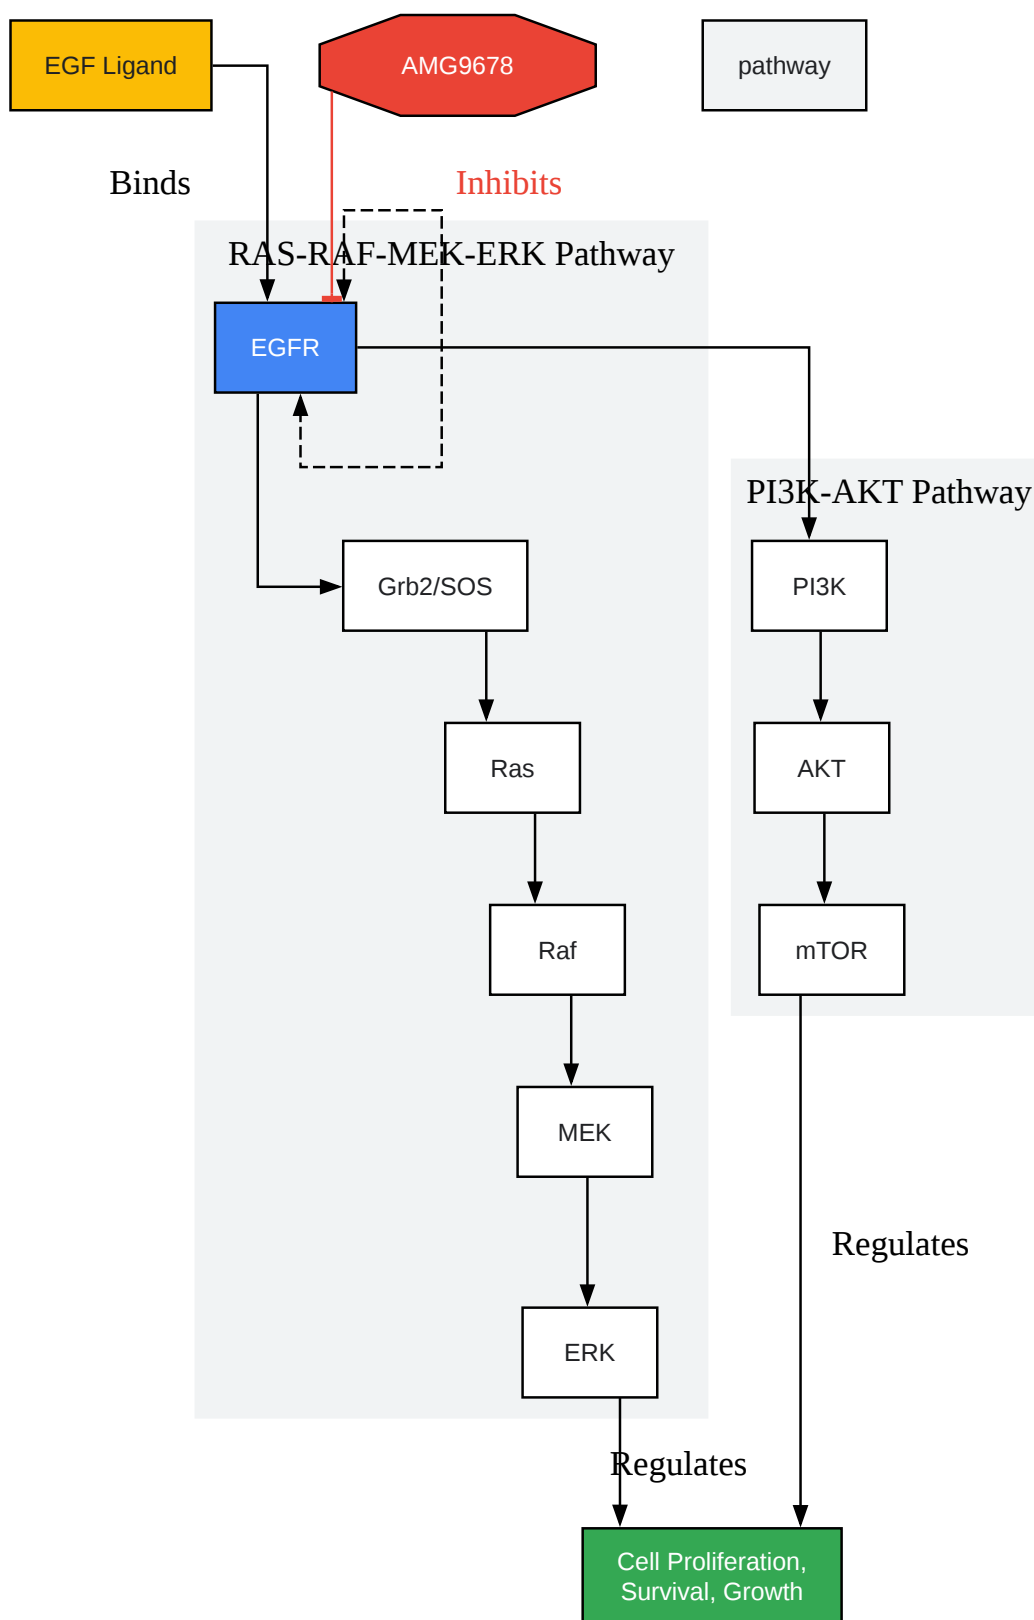 EGF Ligand
AMG9678
pathway
Binds
Inhibits
RAS-RAF-MEK-ERK Pathway
EGFR
PI3K-AKT Pathway
Grb2/SOS
PI3K
Ras
AKT
Raf
mTOR
MEK
Regulates
ERK
Regulates
Cell Proliferation,
Survival, Growth